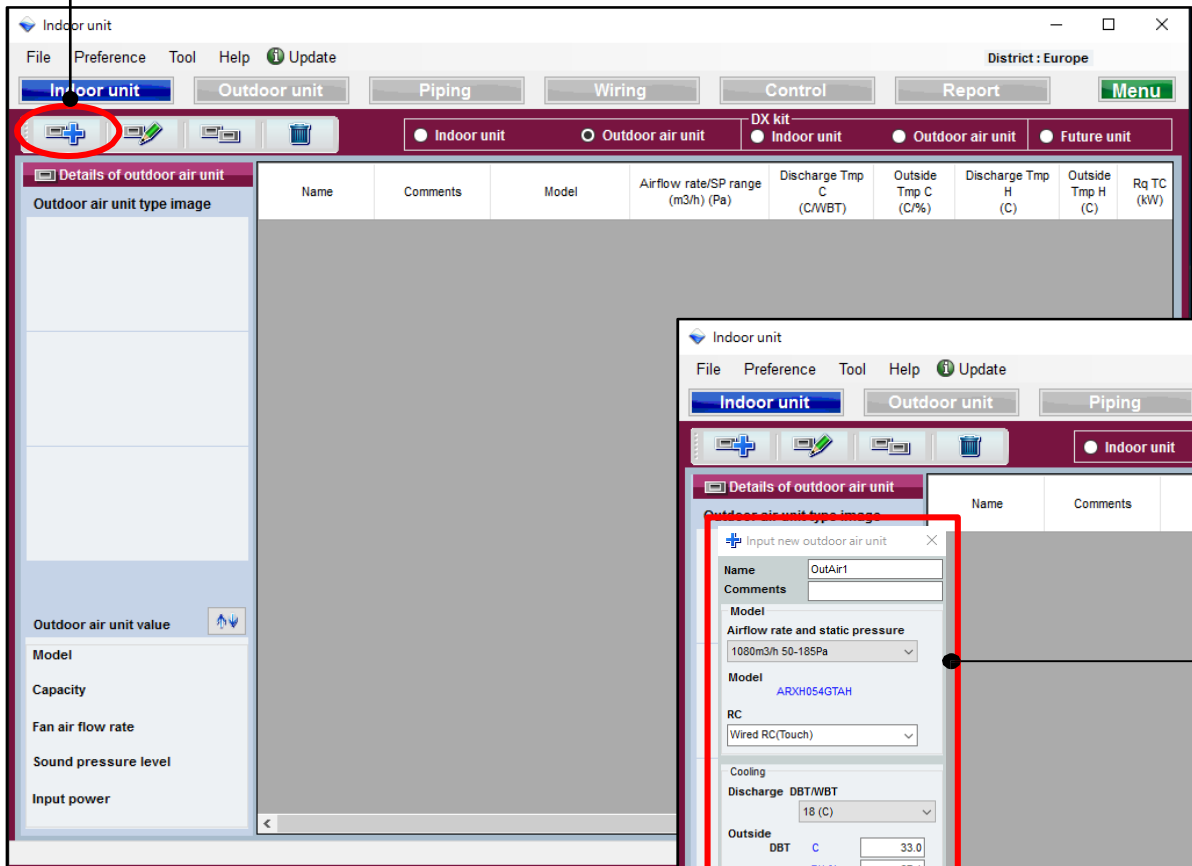 Indoor unit
File Preference Tool Help Update
District : Europe
Indoor unit Outdoor unit Piping Wiring Control Report Menu
Indoor unit Outdoor air unit
DX kit
Indoor unit Outdoor air unit Future unit
Details of outdoor air unit
Outdoor air unit type image
Name Comments Model
Airflow rate/SP range
(m3/h) (Pa)
Discharge Tmp
C
(C/WBT)
Outside
Tmp C
(C/%)
Discharge Tmp
H
(C)
Outside
Tmp H
(C)
Rq TC
(kW)
Outdoor air unit value
Model
Capacity
Fan air flow rate
Sound pressure level
Input power
Indoor unit
File Preference Tool Help Update
Indoor unit Outdoor unit Piping
Indoor unit
Details of outdoor air unit
Outdoor air unit type image
Name Comments
Input new outdoor air unit
Name OutAir1
Comments
Model
Airflow rate and static pressure
1080m3/h 50-185Pa
Model
ARXH054GTAH
RC
Wired RC(Touch)
Cooling
Discharge DBT/WBT
18 (C)
Outside
DBT C 33.0